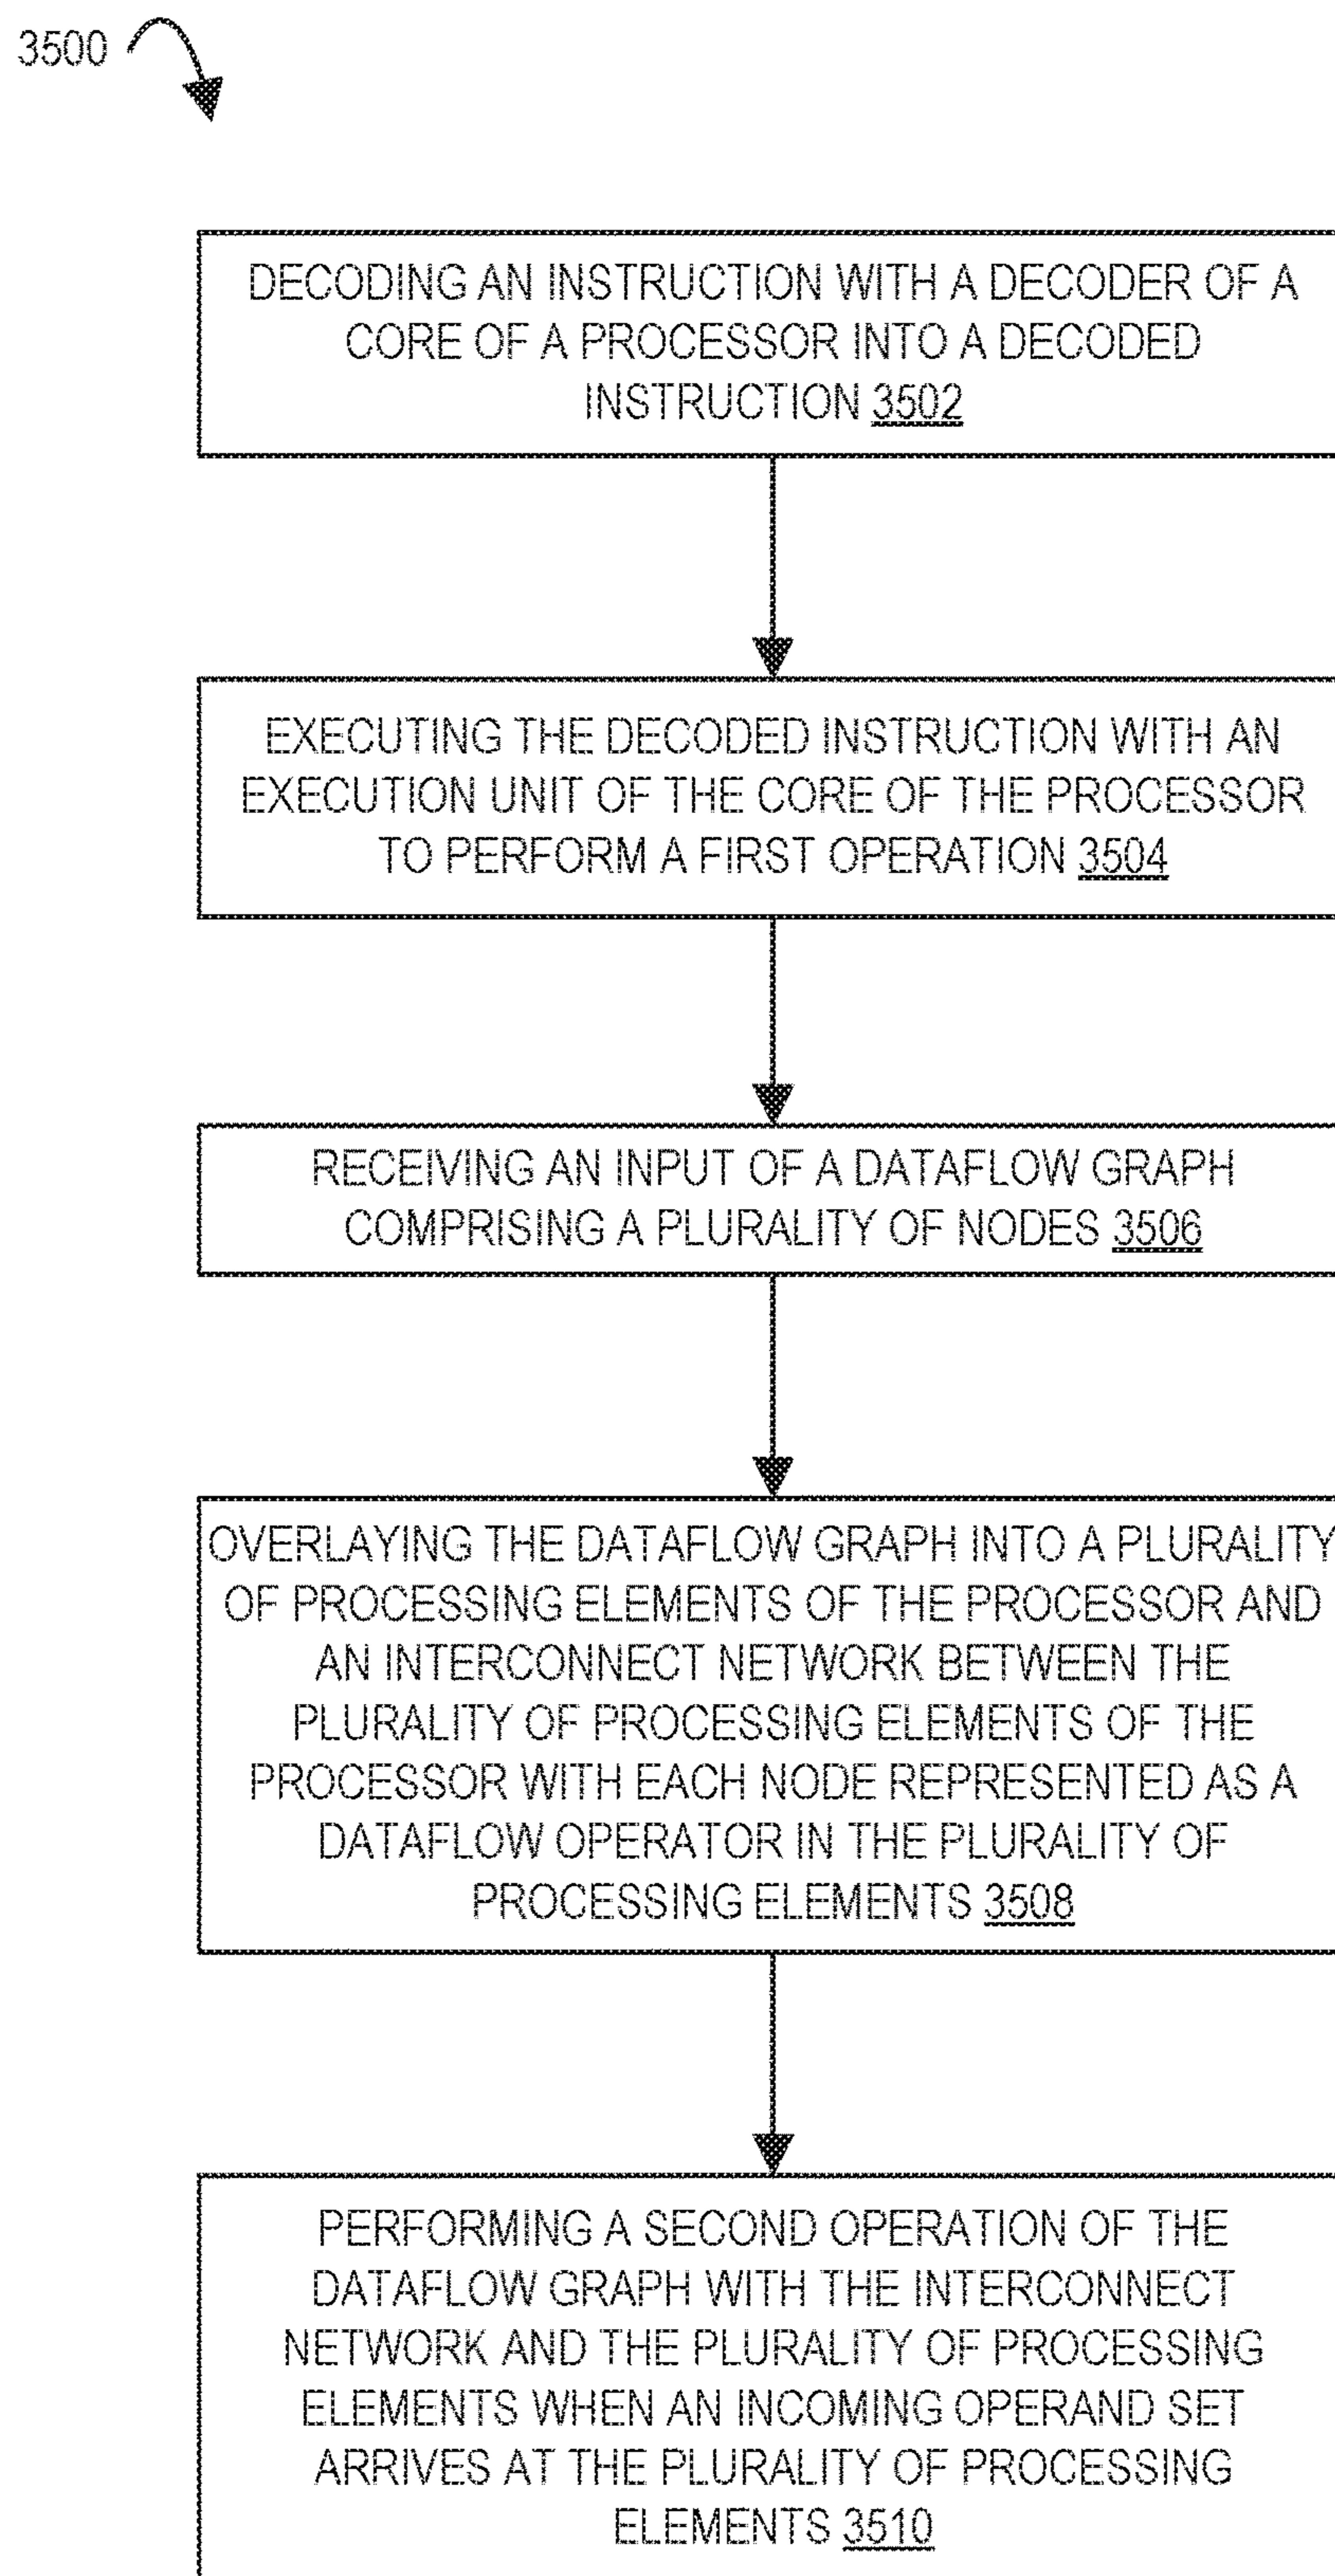 3500
DECODING AN INSTRUCTION WITH A DECODER OF A
CORE OF A PROCESSOR INTO A DECODED
INSTRUCTION 3502
EXECUTING THE DECODED INSTRUCTION WITH AN
EXECUTION UNIT OF THE CORE OF THE PROCESSOR
TO PERFORM A FIRST OPERATION 3504
RECEIVING AN INPUT OF A DATAFLOW GRAPH
COMPRISING A PLURALITY OF NODES 3506
OVERLAYING THE DATAFLOW GRAPH INTO A PLURALITY
OF PROCESSING ELEMENTS OF THE PROCESSOR AND
AN INTERCONNECT NETWORK BETWEEN THE
PLURALITY OF PROCESSING ELEMENTS OF THE
PROCESSOR WITH EACH NODE REPRESENTED AS A
DATAFLOW OPERATOR IN THE PLURALITY OF
PROCESSING ELEMENTS 3508
PERFORMING A SECOND OPERATION OF THE
DATAFLOW GRAPH WITH THE INTERCONNECT
NETWORK AND THE PLURALITY OF PROCESSING
ELEMENTS WHEN AN INCOMING OPERAND SET
ARRIVES AT THE PLURALITY OF PROCESSING
ELEMENTS 3510